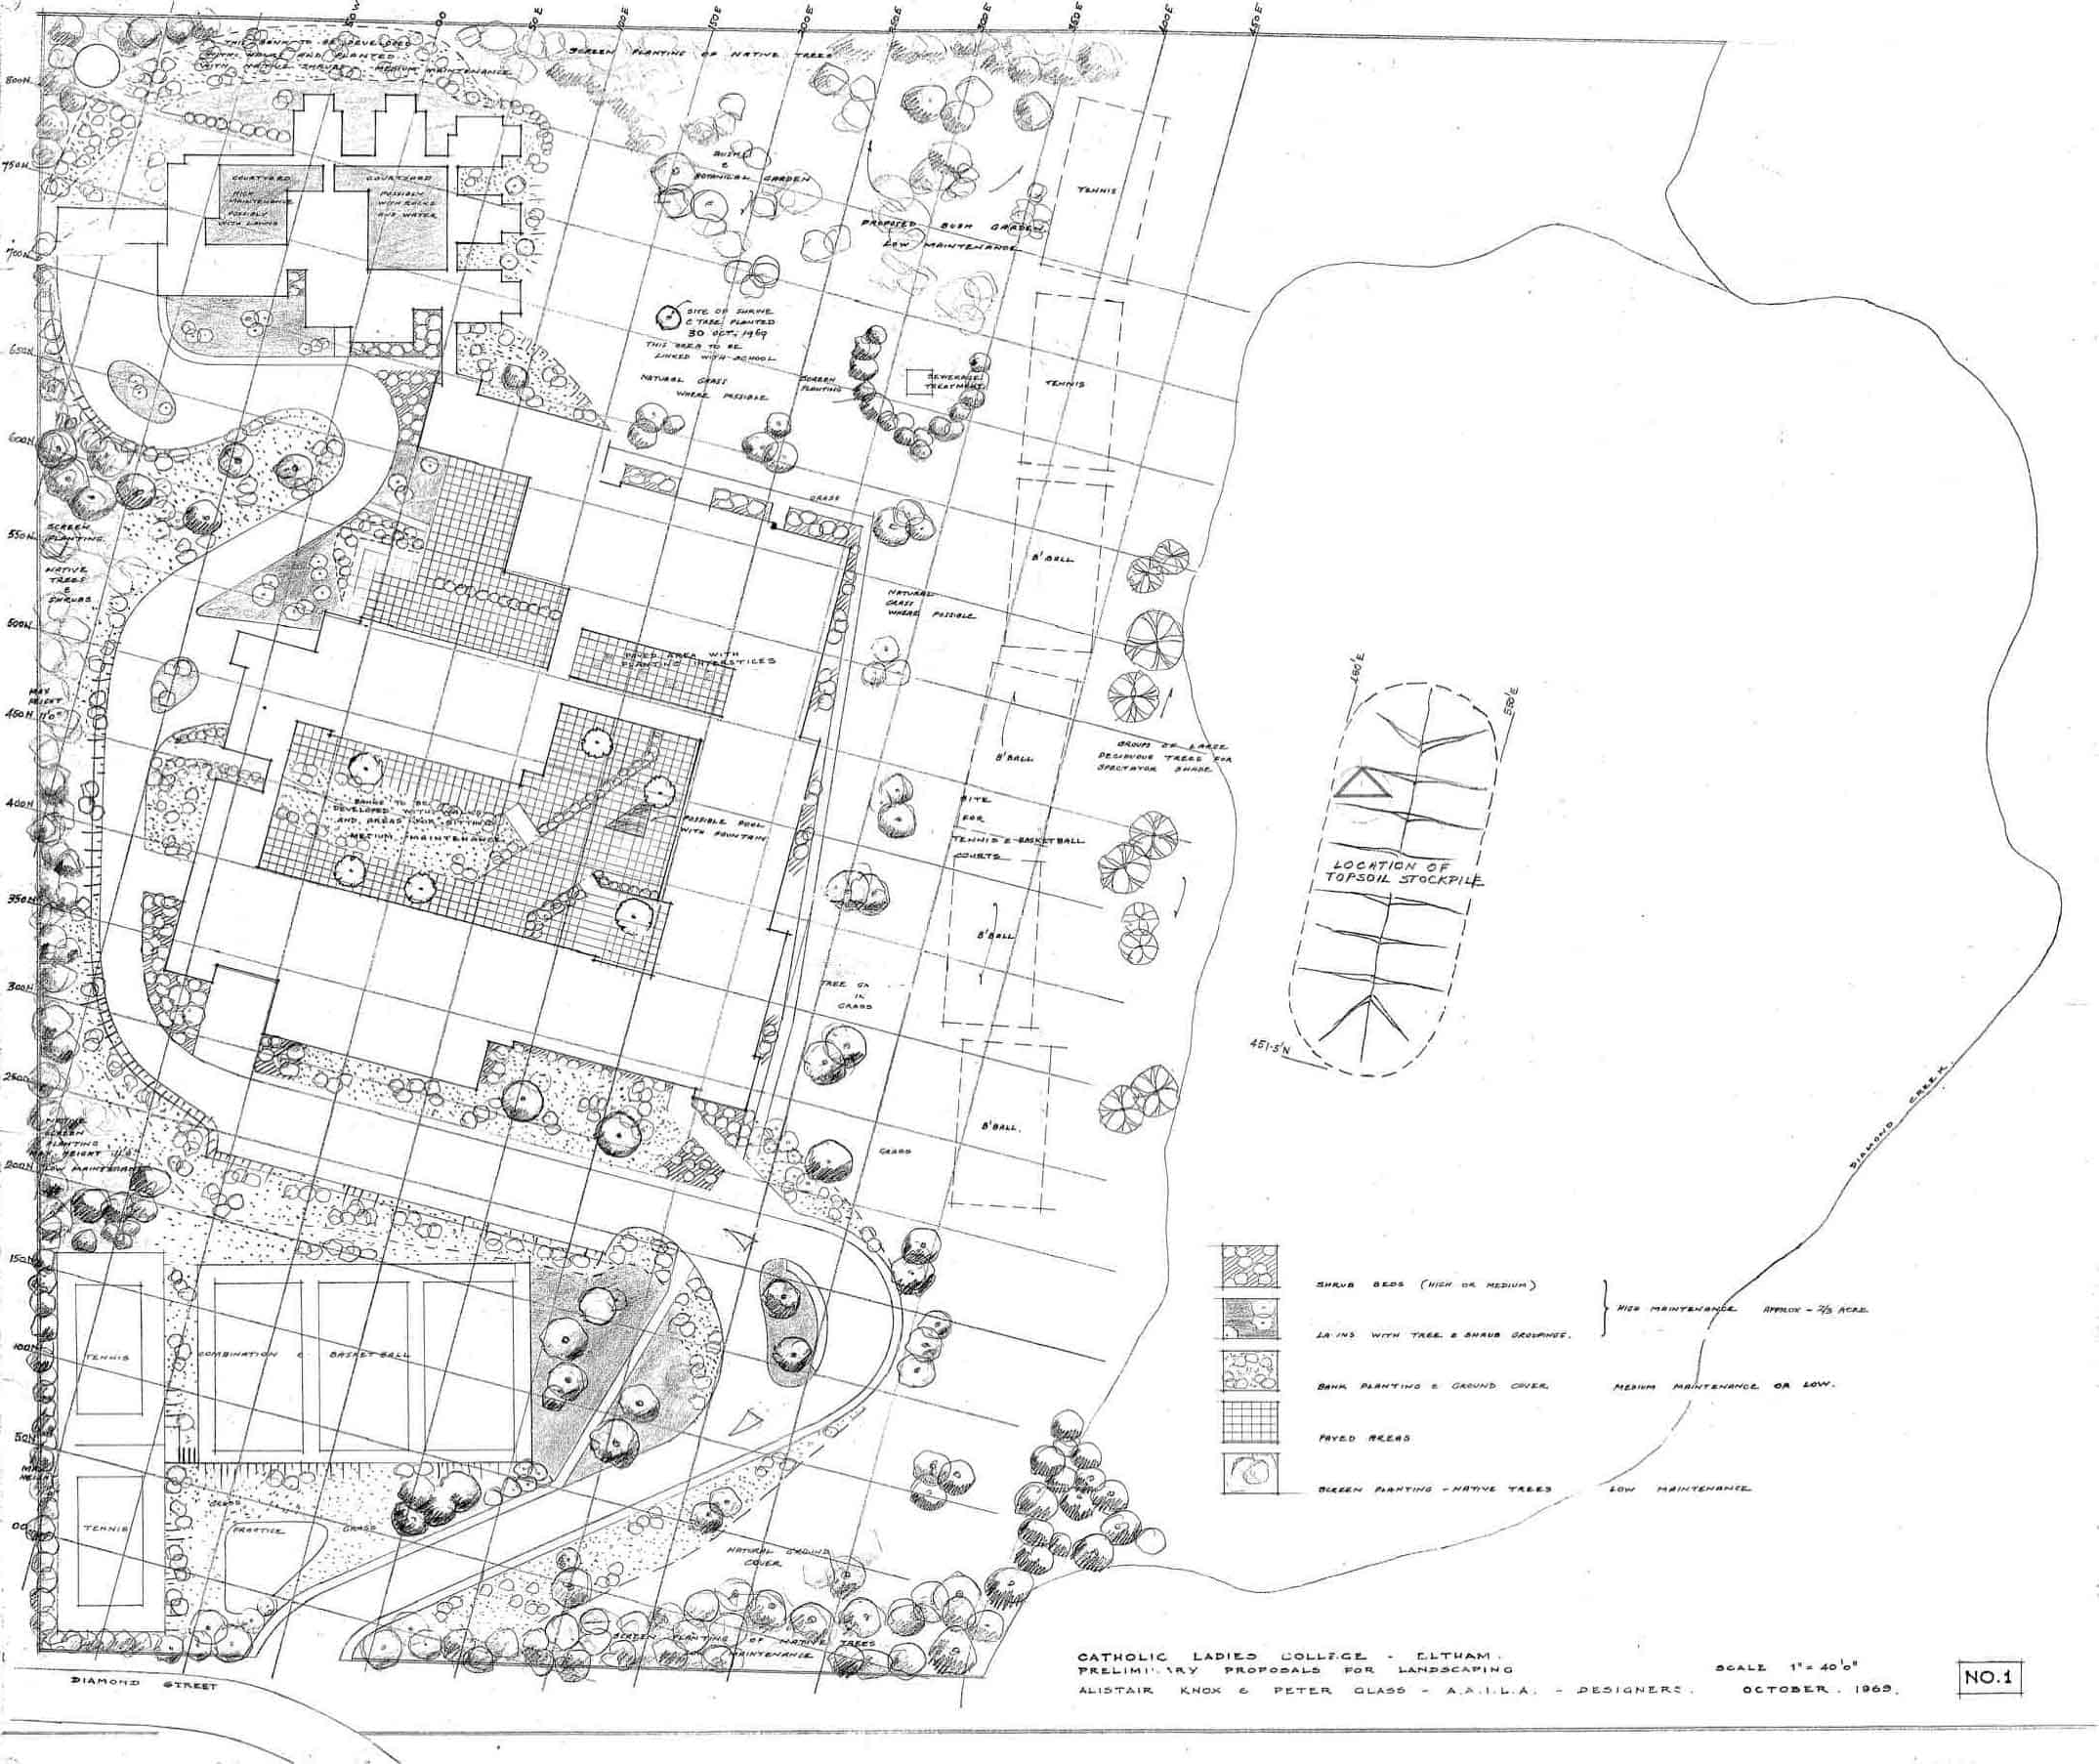 50W
00
50E
100E
150E
200E
250E
300E
350E
400E
450E
THIS BANK TO BE DEVELOPED
WITH
AND PLANTED
WITH NATIVE SHRUBS - MEDIUM MAINTENANCE
SCREEN PLANTING OF NATIVE TREES
800N
750N
700N
650N
600N
550N
500N
450N
400N
350N
300N
250N
200N
150N
100N
50N
00
COURTYARD
HIGH
MAINTENANCE
POSSIBLY
WITH LAWNS
COURTYARD
POSSIBLY
WITH ROCKS
AND WATER
BUSH
&
BOTANICAL GARDEN
PROPOSED BUSH GARDEN
LOW MAINTENANCE
TENNIS
SITE OF SHRINE
& TREE PLANTED
30 OCT. 1969
THIS AREA TO BE
LINKED WITH SCHOOL
NATURAL GRASS
WHERE POSSIBLE
SCREEN
PLANTING
SEWERAGE
TREATMENT
TENNIS
GRASS
SCREEN
PLANTING
NATIVE
TREES
&
SHRUBS
B'BALL
NATURAL
GRASS
WHERE POSSIBLE
PAVED AREA WITH
PLANTING INTERSTICES
MAX
HEIGHT
11'0"
B'BALL
GROUPS OF LARGE
DECIDUOUS TREES FOR
SPECTATOR SHADE
480'E
550'E
BANKS TO BE
DEVELOPED WITH
AND AREAS FOR SITTING
MEDIUM MAINTENANCE
POSSIBLE POOL
WITH FOUNTAIN
SITE
FOR
TENNIS & BASKETBALL
COURTS
LOCATION OF
TOPSOIL STOCKPILE
B'BALL
TREE
IN
GRASS
451.5'N
B'BALL.
GRASS
DIAMOND CREEK.
NATIVE
SCREEN
PLANTING
MAX. HEIGHT 11'0"
LOW MAINTENANCE
TENNIS
COMBINATION & BASKET BALL
MAX
TENNIS
GRASS
PRACTICE
GRASS
NATURAL GROUND
COVER
SCREEN PLANTING OF NATIVE TREES
MAINTENANCE
DIAMOND STREET
SHRUB BEDS (HIGH OR MEDIUM)
LA INS WITH TREE & SHRUB GROUPINGS.
HIGH MAINTENANCE APPROX - 2/3 ACRE
BANK PLANTING & GROUND COVER MEDIUM MAINTENANCE OR LOW.
PAVED AREAS
SCREEN PLANTING - NATIVE TREES LOW MAINTENANCE
CATHOLIC LADIES COLLEGE - ELTHAM.
PRELIMINARY PROPOSALS FOR LANDSCAPING
ALISTAIR KNOX & PETER GLASS - A.A.I.L.A. - DESIGNERS.
SCALE 1" = 40'0"
OCTOBER. 1969.
NO.1